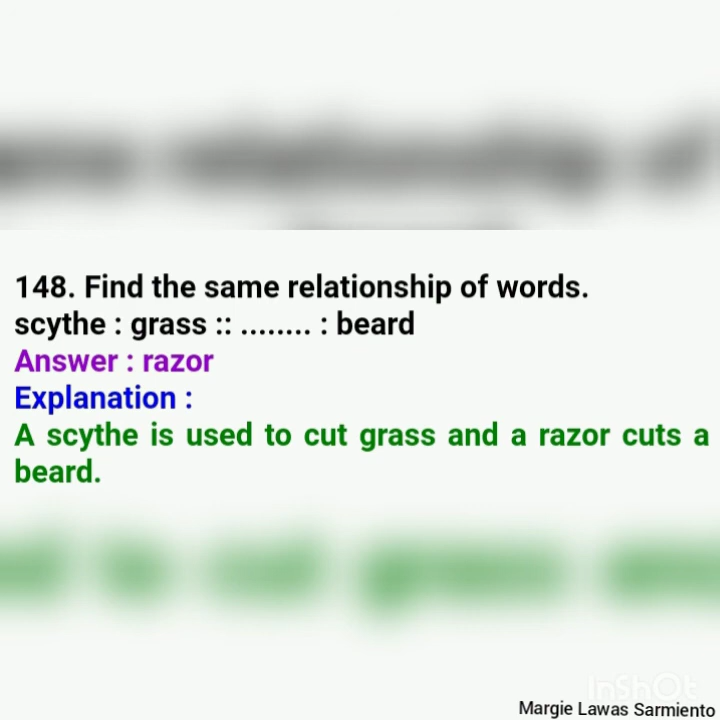 148. Find the same relationship of words.
scythe : grass :: ........ : beard
Answer : razor
Explanation :
A scythe is used to cut grass and a razor cuts a
beard.
InShOt
Margie Lawas Sarmiento